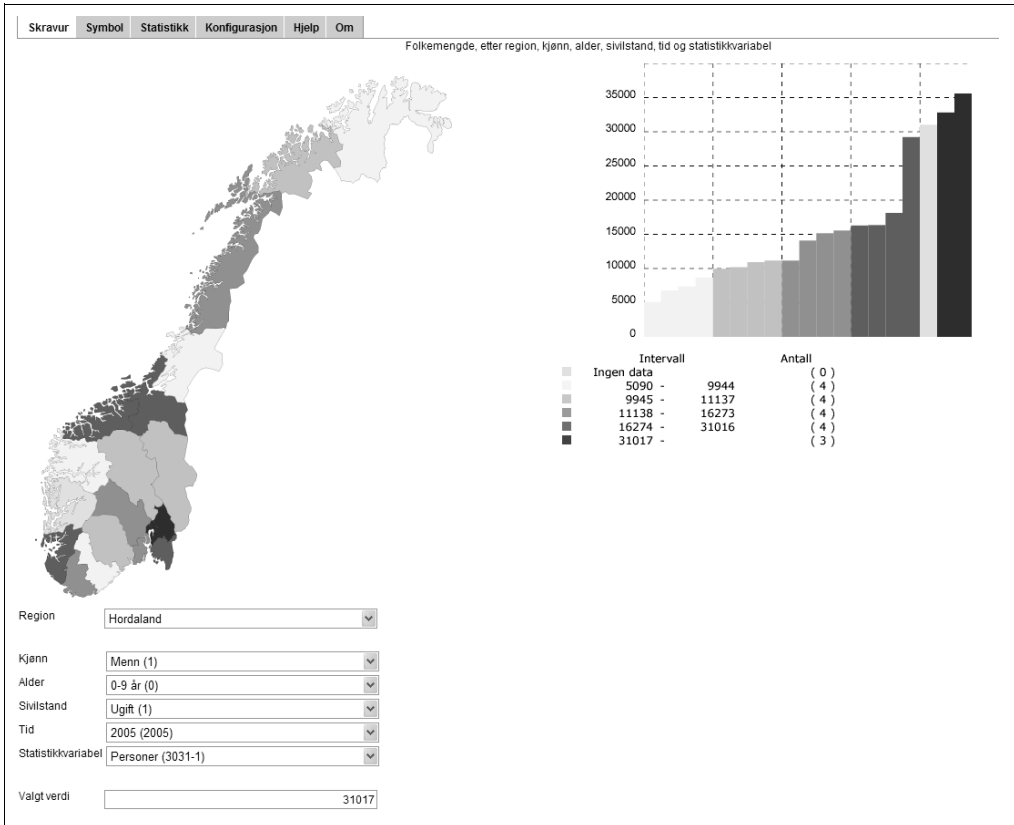 Skravur Symbol Statistikk Konfigurasjon Hjelp Om
Folkemengde, etter region, kjønn, alder, sivilstand, tid og statistikkvariabel
35000
30000
25000
20000
15000
10000
5000
0
Intervall Antall
Ingen data ( 0 )
5090 - 9944 ( 4 )
9945 - 11137 ( 4 )
11138 - 16273 ( 4 )
16274 - 31016 ( 4 )
31017 - ( 3 )
Region Hordaland
Kjønn Menn (1)
Alder 0-9 år (0)
Sivilstand Ugift (1)
Tid 2005 (2005)
Statistikkvariabel Personer (3031-1)
Valgt verdi 31017